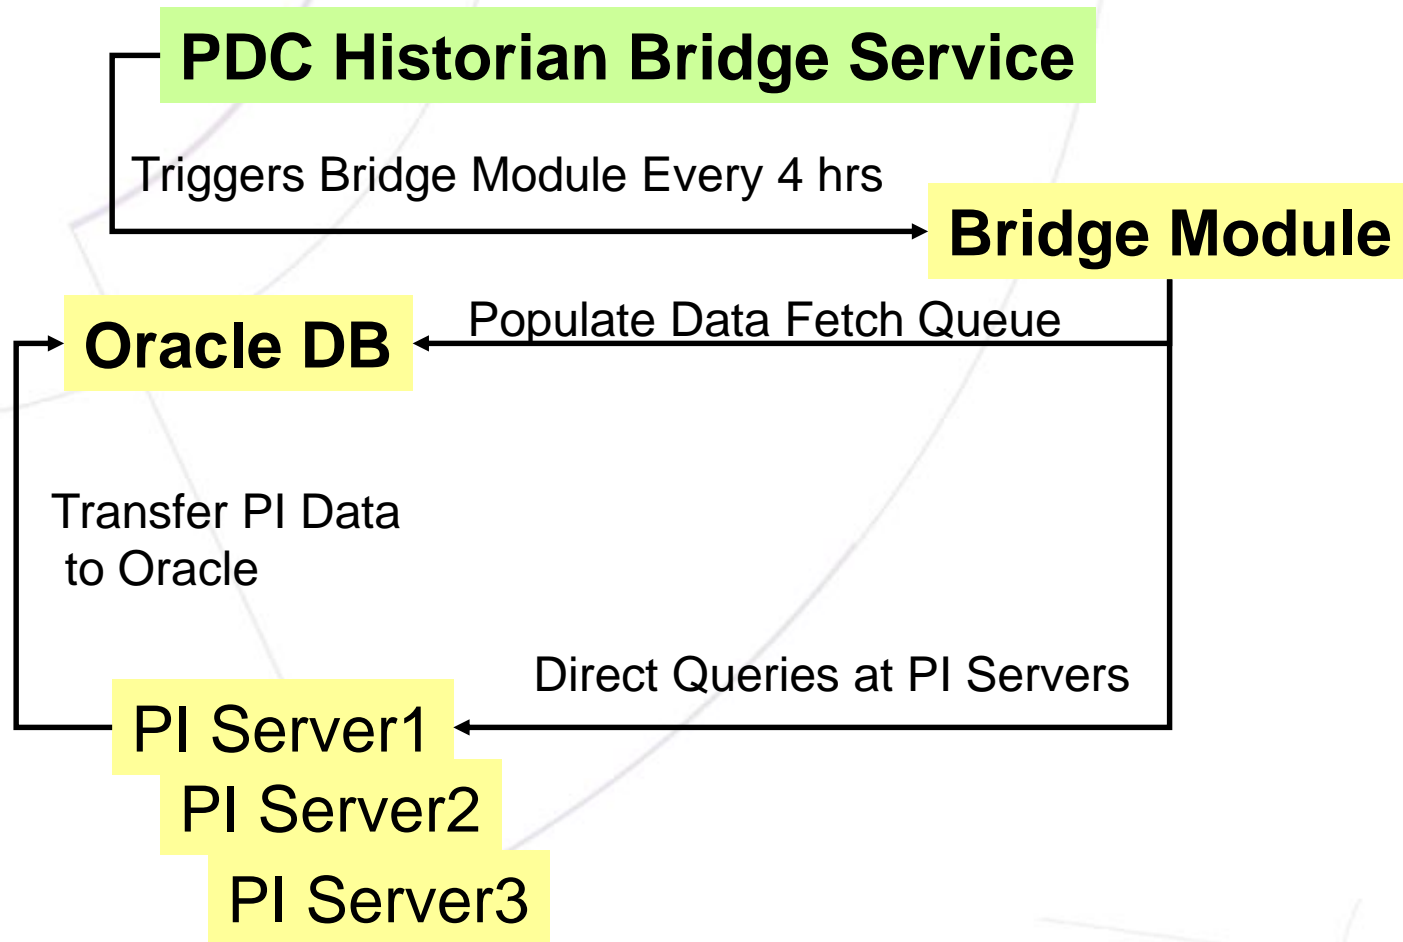 PDC Historian Bridge Service
Triggers Bridge Module Every 4 hrs
Bridge Module
Populate Data Fetch Queue
Oracle DB
Transfer PI Data
to Oracle
Direct Queries at PI Servers
PI Server1
PI Server2
PI Server3